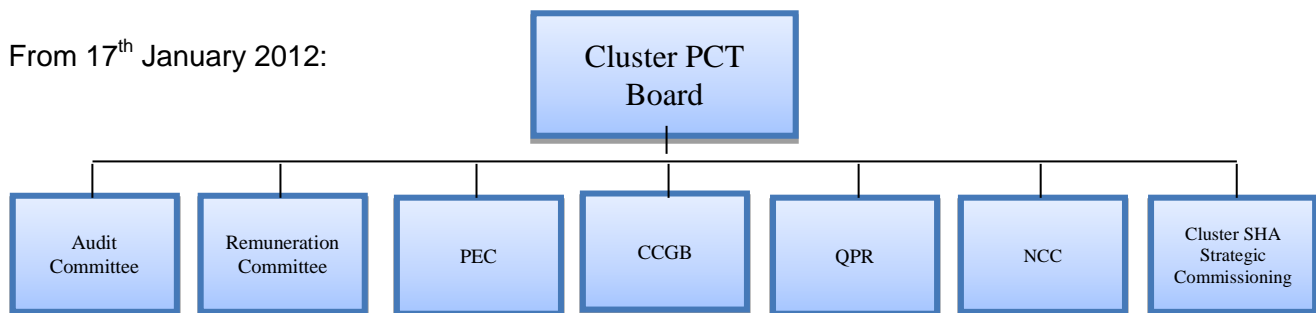 From 17th January 2012:
Cluster PCT
Board
Audit
Committee
Remuneration
Committee
PEC
CCGB
QPR
NCC
Cluster SHA
Strategic
Commissioning